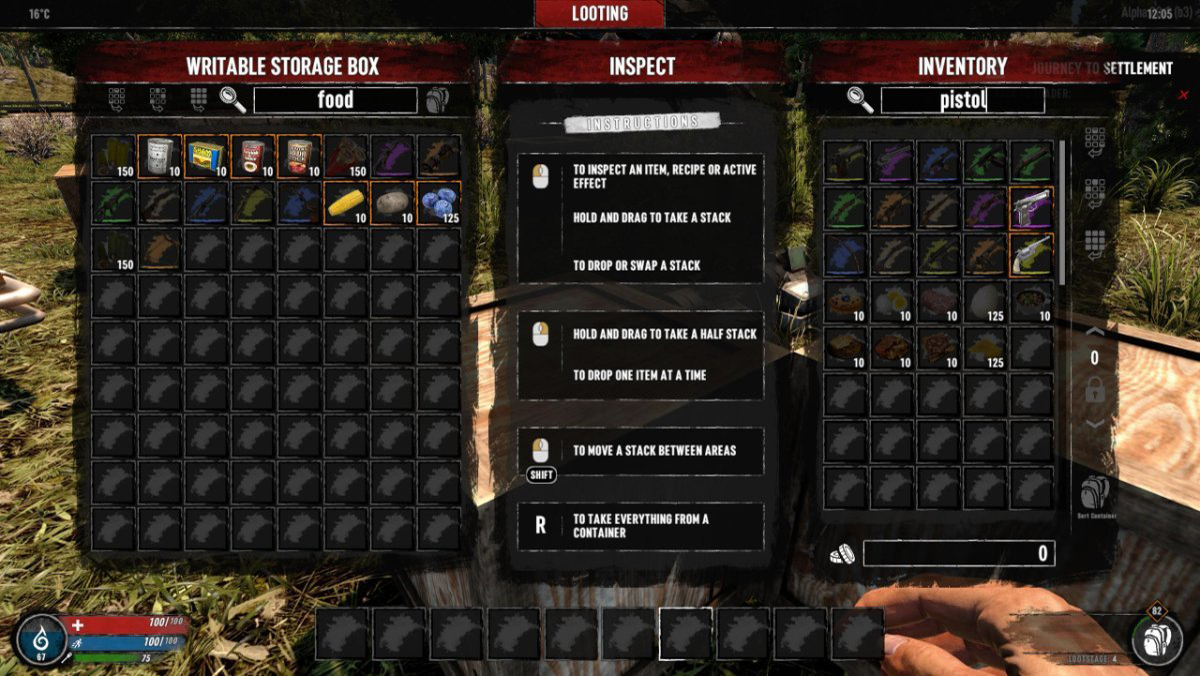 16°C
LOOTING
12:05
WRITABLE STORAGE BOX
INSPECT
INVENTORY
JOURNEY TO SETTLEMENT
food
pistol
INSTRUCTIONS
150
10
10
10
10
150
TO INSPECT AN ITEM, RECIPE OR ACTIVE
EFFECT
HOLD AND DRAG TO TAKE A STACK
10
10
125
150
TO DROP OR SWAP A STACK
10
10
10
125
10
HOLD AND DRAG TO TAKE A HALF STACK
10
10
10
125
0
TO DROP ONE ITEM AT A TIME
TO MOVE A STACK BETWEEN AREAS
SHIFT
Sort Container
R
TO TAKE EVERYTHING FROM A
CONTAINER
0
100/100
100/100
75
67
82
LOOTSTAGE: 4